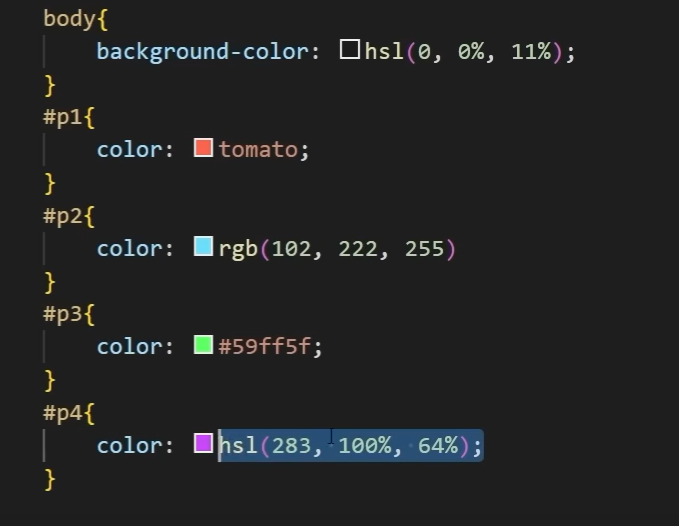 body{
background-color: hsl(0, 0%, 11%);
}
#p1{
color: tomato;
}
#p2{
color: rgb(102, 222, 255)
}
#p3{
color: #59ff5f;
}
#p4{
color: hsl(283, 100%, 64%);
}